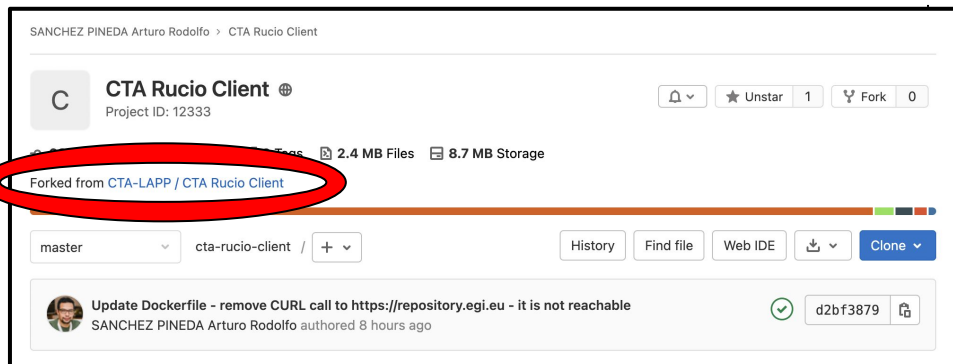 SANCHEZ PINEDA Arturo Rodolfo > CTA Rucio Client
C
CTA Rucio Client
Project ID: 12333
Unstar 1 Fork 0
2.4 MB Files 8.7 MB Storage
Forked from CTA-LAPP / CTA Rucio Client
master cta-rucio-client / + History Find file Web IDE Clone
Update Dockerfile - remove CURL call to https://repository.egi.eu - it is not reachable
d2bf3879
SANCHEZ PINEDA Arturo Rodolfo authored 8 hours ago